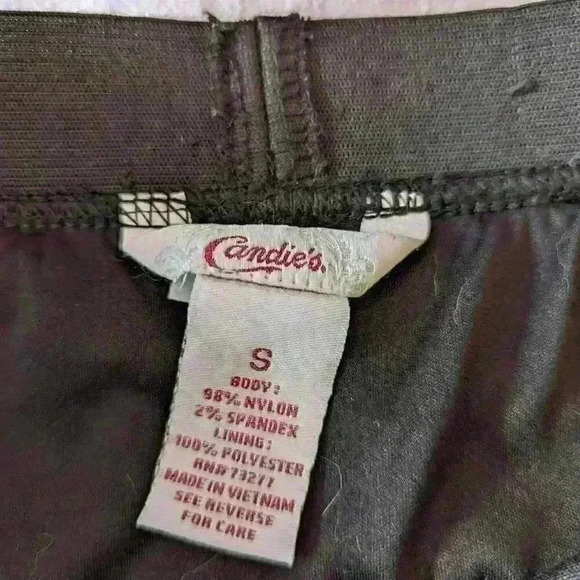 Candie's.
S
BODY:
98% NYLON
2% SPANDEX
LINING:
100% POLYESTER
RN# 73277
MADE IN VIETNAM
SEE REVERSE
FOR CARE